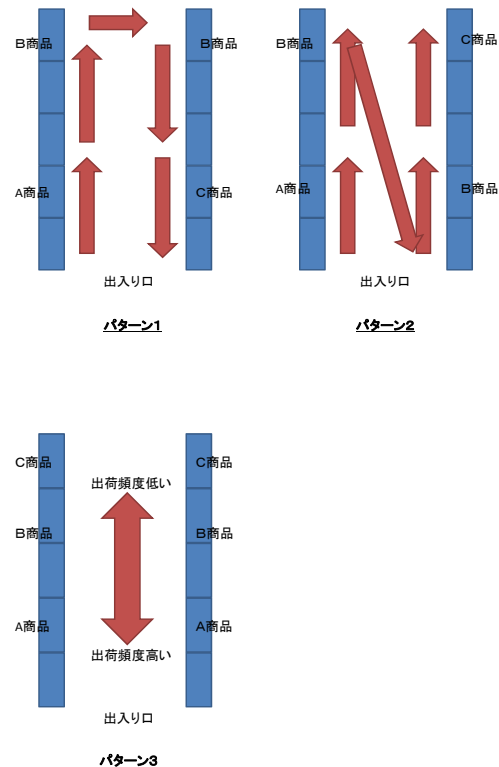 B商品
B商品
A商品
C商品
出入り口
パターン1
B商品
C商品
A商品
B商品
出入り口
パターン2
C商品
C商品
出荷頻度低い
B商品
B商品
A商品
A商品
出荷頻度高い
出入り口
パターン3